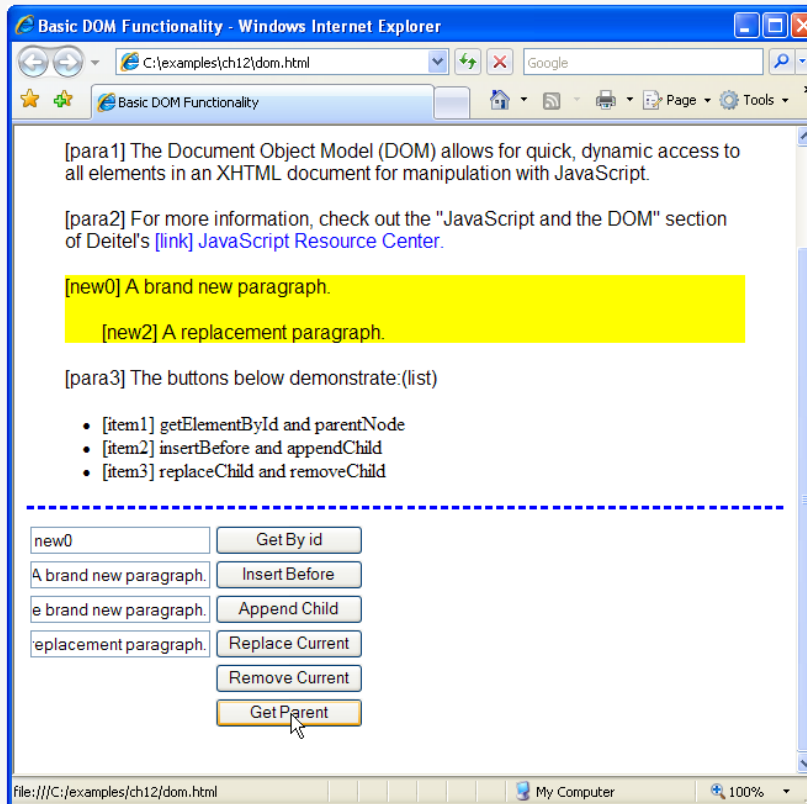 Basic DOM Functionality - Windows Internet Explorer
C:\examples\ch12\dom.html
Google
Basic DOM Functionality
Page
Tools
[para1] The Document Object Model (DOM) allows for quick, dynamic access to
all elements in an XHTML document for manipulation with JavaScript.
[para2] For more information, check out the "JavaScript and the DOM" section
of Deitel's [link] JavaScript Resource Center.
[new0] A brand new paragraph.
[new2] A replacement paragraph.
[para3] The buttons below demonstrate:(list)
• [item1] getElementById and parentNode
• [item2] insertBefore and appendChild
• [item3] replaceChild and removeChild
new0 Get By id
A brand new paragraph. Insert Before
e brand new paragraph. Append Child
replacement paragraph. Replace Current
Remove Current
Get Parent
file:///C:/examples/ch12/dom.html My Computer 100%